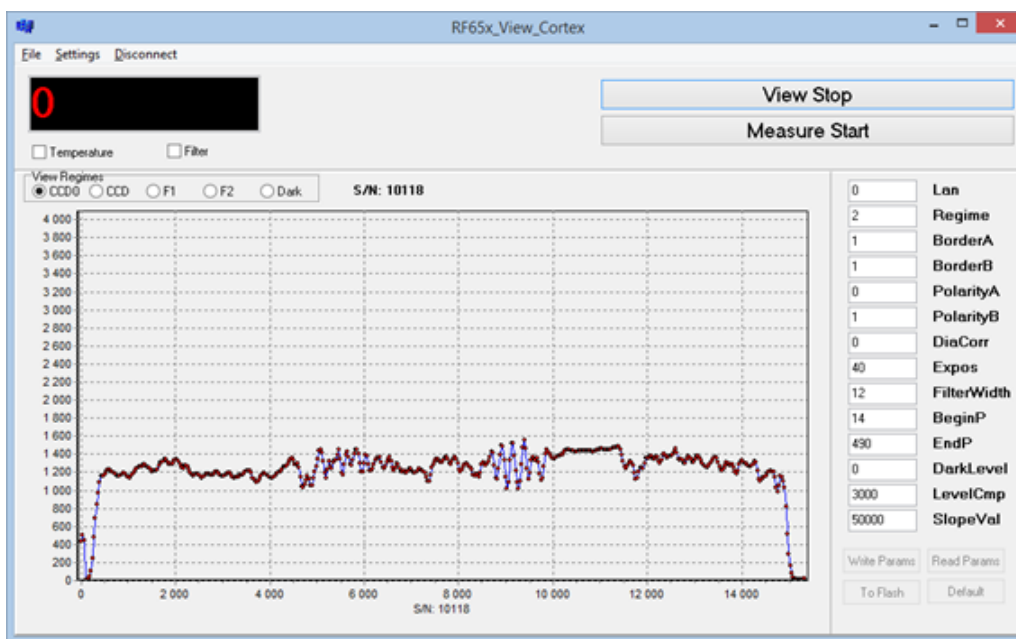 RF65x_View_Cortex
File Settings Disconnect
0
View Stop
Measure Start
Temperature Filter
View Regimes
CCD0 CCD F1 F2 Dark S/N: 10118
0 Lan
2 Regime
1 BorderA
1 BorderB
0 PolarityA
1 PolarityB
0 DiaCorr
40 Expos
12 FilterWidth
14 BeginP
490 EndP
0 DarkLevel
3000 LevelCmp
50000 SlopeVal
Write Params Read Params
To Flash Default
4 000
3 800
3 600
3 400
3 200
3 000
2 800
2 600
2 400
2 200
2 000
1 800
1 600
1 400
1 200
1 000
800
600
400
200
0
0 2 000 4 000 6 000 8 000 10 000 12 000 14 000
S/N: 10118